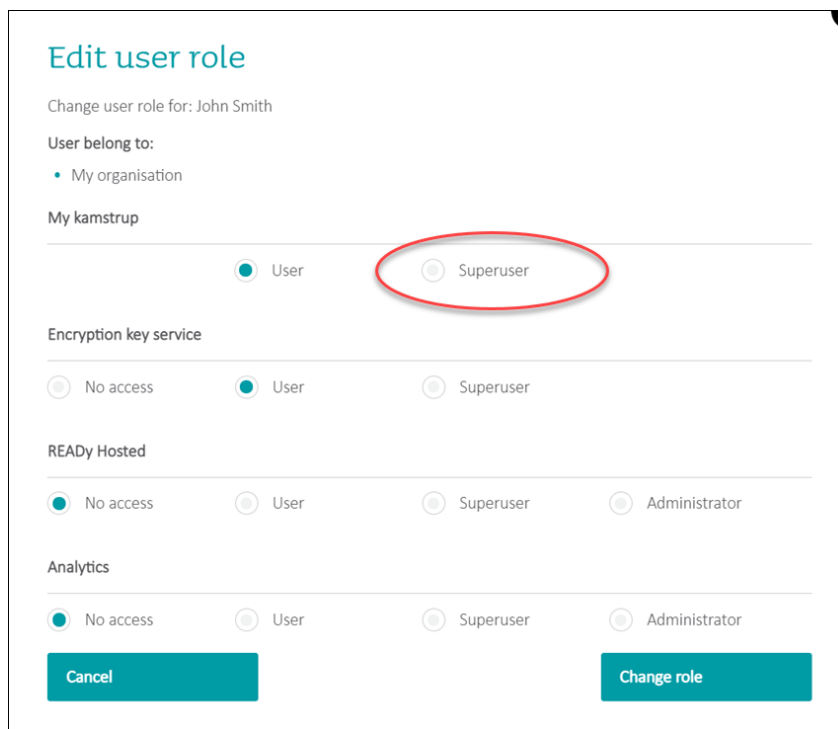 Edit user role
Change user role for: John Smith
User belong to:
• My organisation
My kamstrup
User Superuser
Encryption key service
No access User Superuser
READy Hosted
No access User Superuser Administrator
Analytics
No access User Superuser Administrator
Cancel Change role